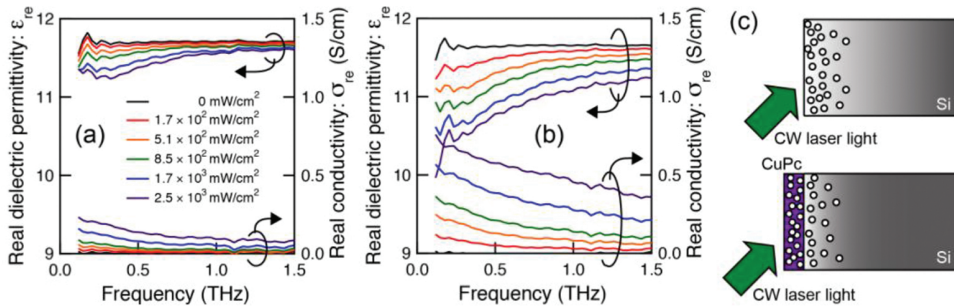 (a)
Real dielectric permittivity: ε_re
12
11
10
9
0 mW/cm²
1.7 × 10² mW/cm²
5.1 × 10² mW/cm²
8.5 × 10² mW/cm²
1.7 × 10³ mW/cm²
2.5 × 10³ mW/cm²
1.5
1.0
0.5
0.0
Real conductivity: σ_re (S/cm)
0.0 0.5 1.0 1.5
Frequency (THz)
(b)
Real dielectric permittivity: ε_re
12
11
10
9
1.5
1.0
0.5
0.0
Real conductivity: σ_re (S/cm)
0.0 0.5 1.0 1.5
Frequency (THz)
(c)
Si
CW laser light
CuPc
Si
CW laser light